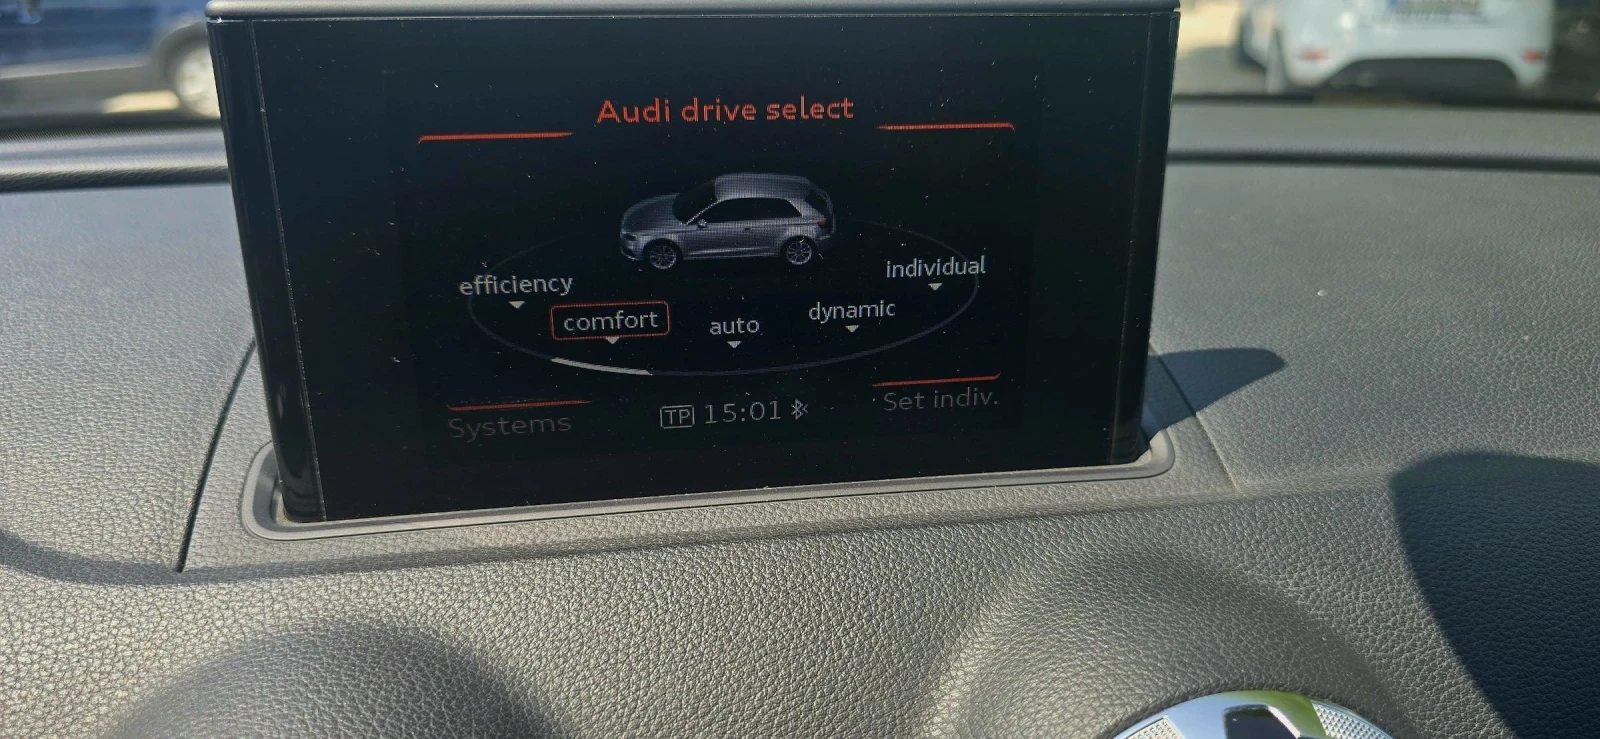 Audi drive select
efficiency
comfort
auto
dynamic
individual
Systems
TP 15:01
Set indiv.